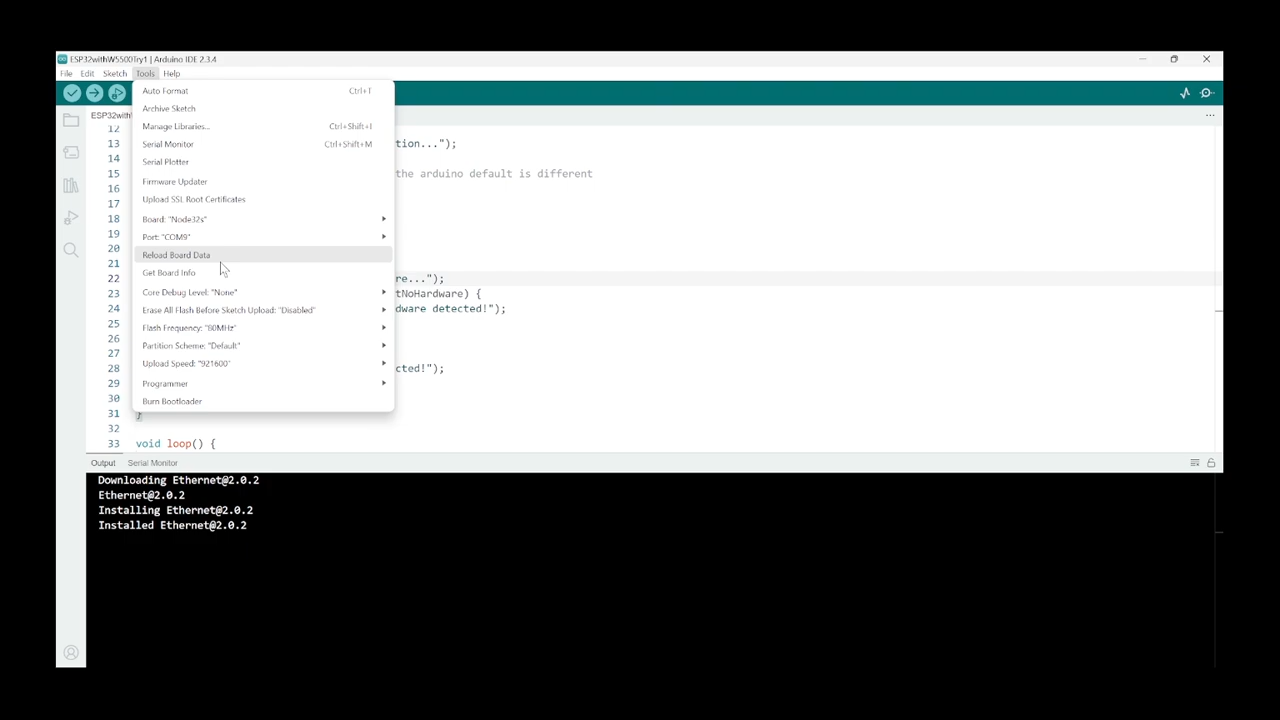 ESP32withW5500Try1 | Arduino IDE 2.3.4
File Edit Sketch Tools Help
ESP32with
Auto Format Ctrl+T
Archive Sketch
Manage Libraries... Ctrl+Shift+I
Serial Monitor Ctrl+Shift+M
Serial Plotter
Firmware Updater
Upload SSL Root Certificates
Board: "Node32s"
Port: "COM9"
Reload Board Data
Get Board Info
Core Debug Level: "None"
Erase All Flash Before Sketch Upload: "Disabled"
Flash Frequency: "80MHz"
Partition Scheme: "Default"
Upload Speed: "921600"
Programmer
Burn Bootloader
12
13 tion...");
14
15 the arduino default is different
16
17
18
19
20
21
22 re...");
23 tNoHardware) {
24 dware detected!");
25
26
27
28 cted!");
29
30
31 }
32
33 void loop() {
Output Serial Monitor
Downloading Ethernet@2.0.2
Ethernet@2.0.2
Installing Ethernet@2.0.2
Installed Ethernet@2.0.2